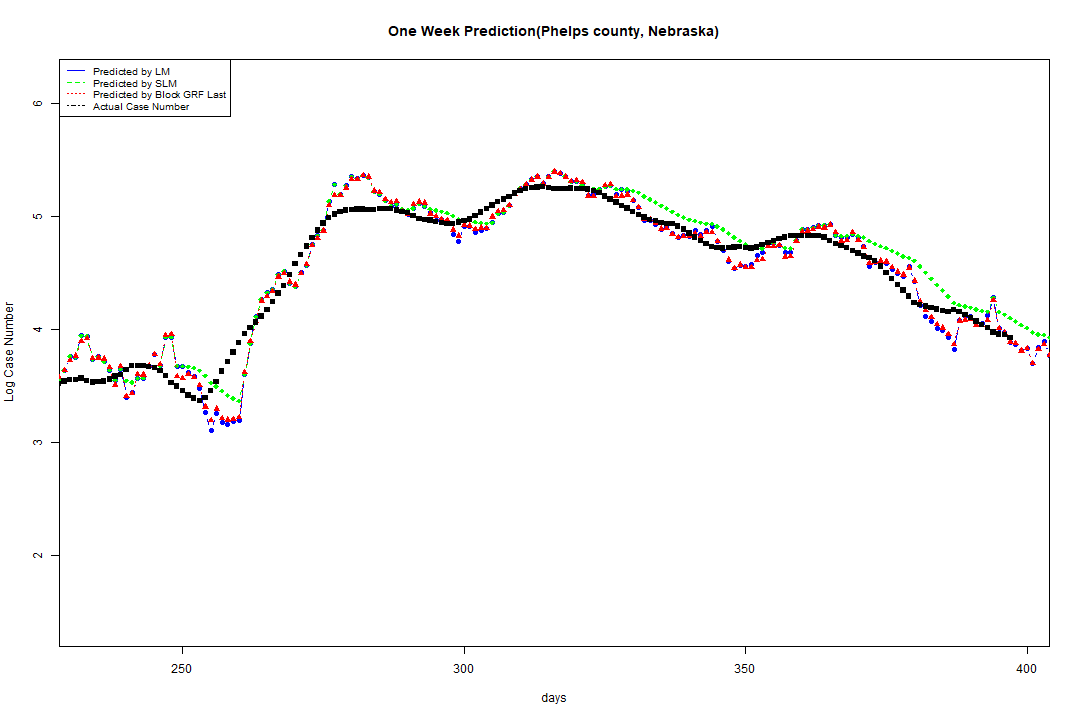 One Week Prediction(Phelps county, Nebraska)
Predicted by LM
Predicted by SLM
Predicted by Block GRF Last
Actual Case Number
6
5
4
3
2
Log Case Number
250
300
350
400
days